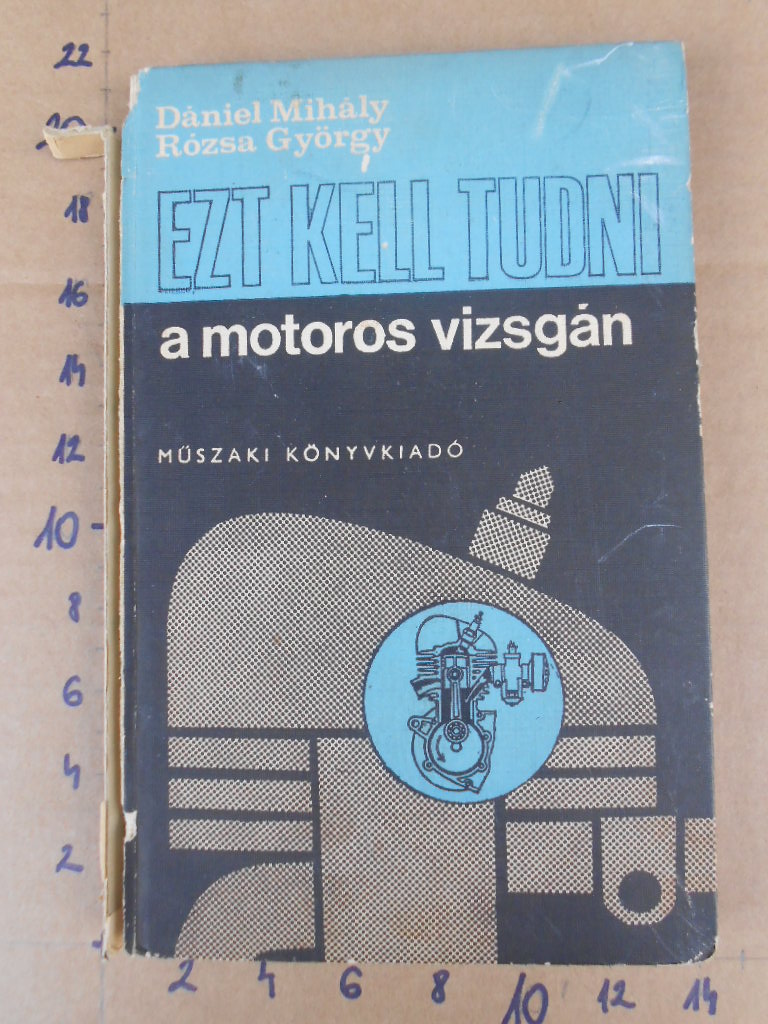 Dániel Mihály
Rózsa György
EZT KELL TUDNI
a motoros vizsgán
MŰSZAKI KÖNYVKIADÓ
22
20
18
16
14
12
10
8
6
4
2
2 4 6 8 10 12 14